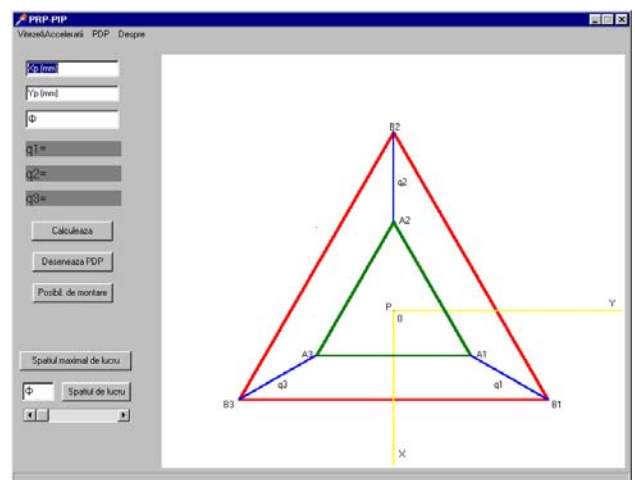 PRP-PIP
Viteze&Acceleratii PDP Despre
Xp (mm)
Yp (mm)
Φ
q1=
q2=
q3=
Calculeaza
Deseneaza PDP
Posibil. de montare
Spatiul maximal de lucru
Φ
Spatiul de lucru
B2
q2
A2
P
0
Y
A3
A1
q3
q1
B3
B1
X